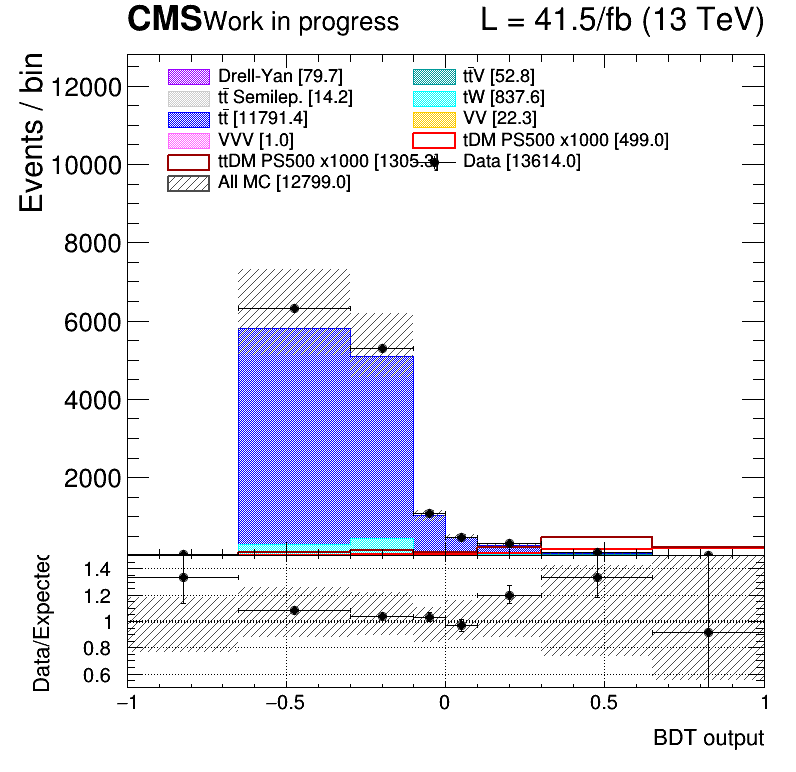 CMS Work in progress L = 41.5/fb (13 TeV)
Events / bin
12000
10000
8000
6000
4000
2000
Drell-Yan [79.7]
tt̄V [52.8]
tt̄ Semilep. [14.2]
tW [837.6]
tt̄ [11791.4]
VV [22.3]
VVV [1.0]
tDM PS500 x1000 [499.0]
ttDM PS500 x1000 [1305.3]
Data [13614.0]
All MC [12799.0]
Data/Expected
1.4
1.2
1
0.8
0.6
−1 −0.5 0 0.5 1
BDT output